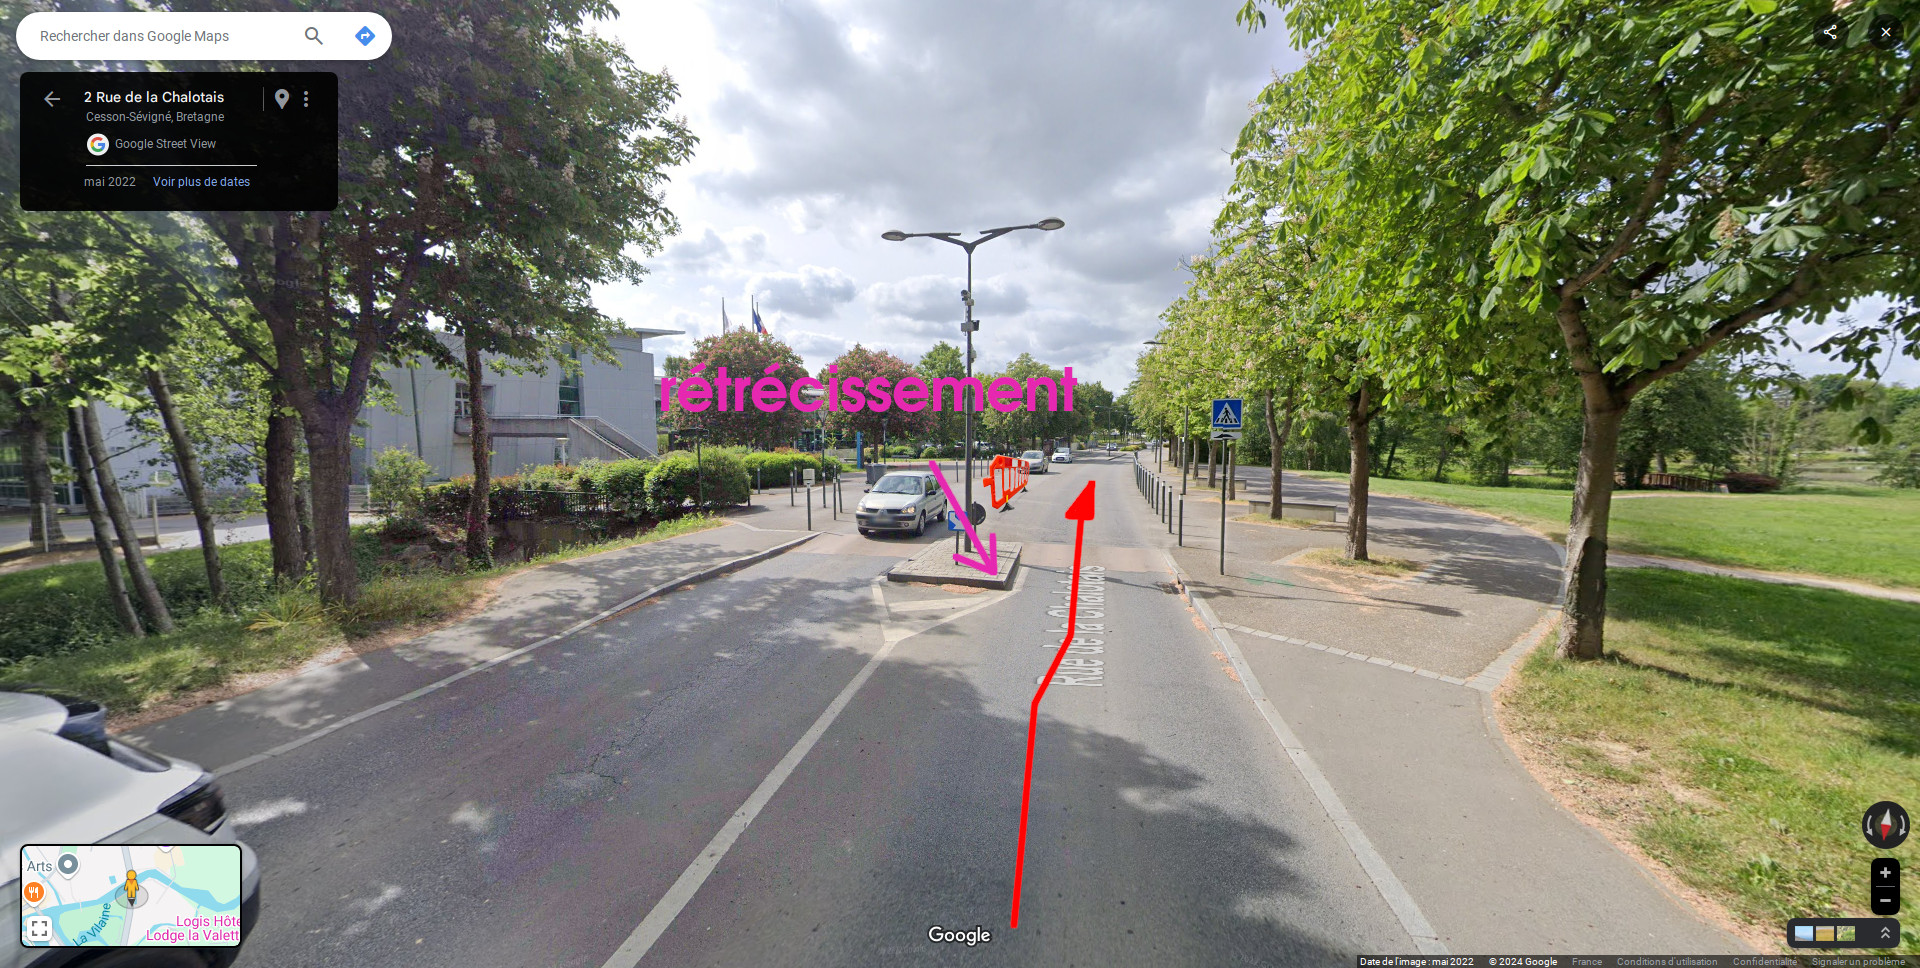 Rechercher dans Google Maps
2 Rue de la Chalotais
Cesson-Sévigné, Bretagne
Google Street View
mai 2022 Voir plus de dates
rétrécissement
Rue de la Chalotais
Arts
La Vilaine
Logis Hôte
Lodge la Valett
Google
Date de l'image : mai 2022 © 2024 Google France Conditions d'utilisation Confidentialité Signaler un problème